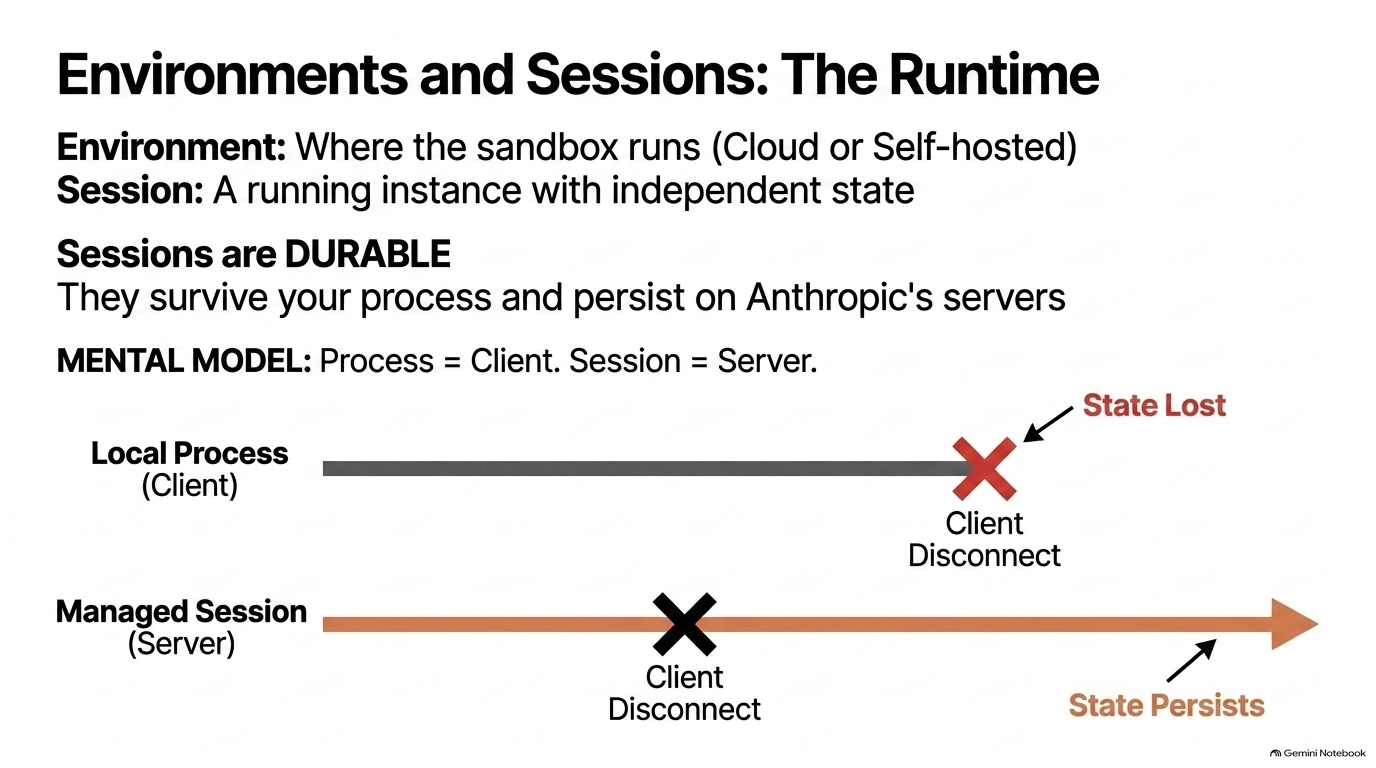 Environments and Sessions: The Runtime
Environment: Where the sandbox runs (Cloud or Self-hosted)
Session: A running instance with independent state
Sessions are DURABLE
They survive your process and persist on Anthropic's servers
MENTAL MODEL: Process = Client. Session = Server.
State Lost
Local Process
(Client)
Client
Disconnect
Managed Session
(Server)
Client
Disconnect
State Persists
Gemini Notebook